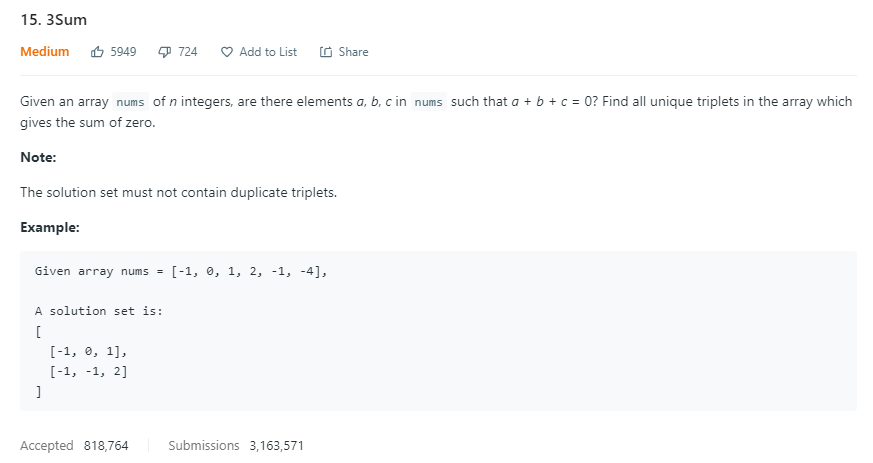 15. 3Sum
Medium 5949 724 Add to List Share
Given an array nums of n integers, are there elements a, b, c in nums such that a + b + c = 0? Find all unique triplets in the array which
gives the sum of zero.
Note:
The solution set must not contain duplicate triplets.
Example:
Given array nums = [-1, 0, 1, 2, -1, -4],
A solution set is:
[
[-1, 0, 1],
[-1, -1, 2]
]
Accepted 818,764 Submissions 3,163,571